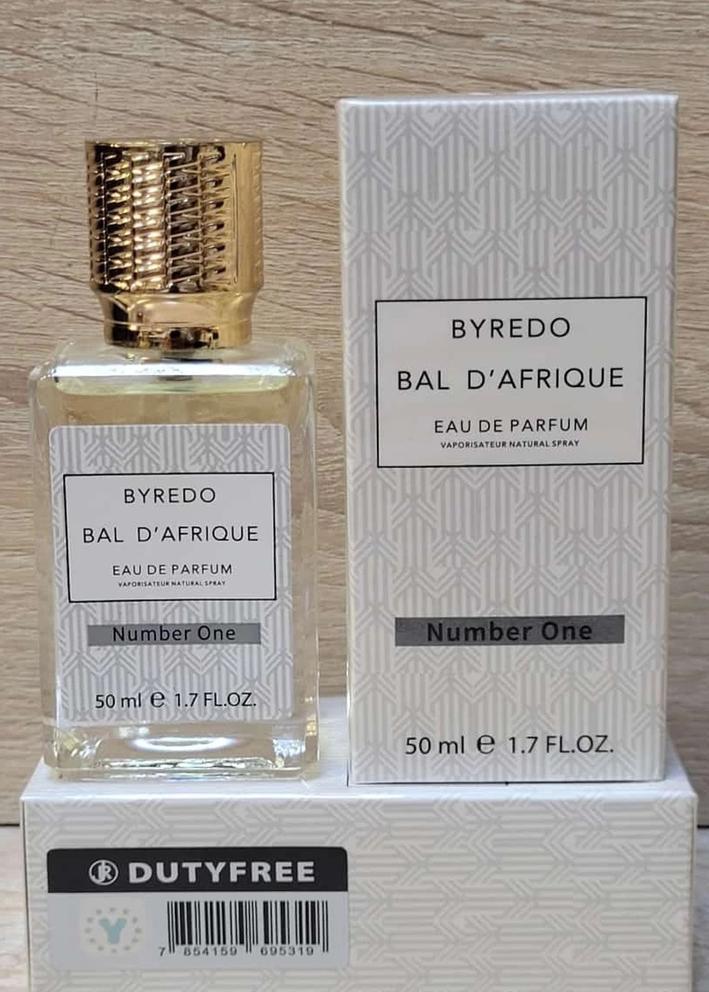 BYREDO
BAL D'AFRIQUE
EAU DE PARFUM
VAPORISATEUR NATURAL SPRAY
Number One
50 ml e 1.7 FL.OZ.
BYREDO
BAL D'AFRIQUE
EAU DE PARFUM
VAPORISATEUR NATURAL SPRAY
Number One
50 ml e 1.7 FL.OZ.
DUTYFREE
Y
7 854159 695319